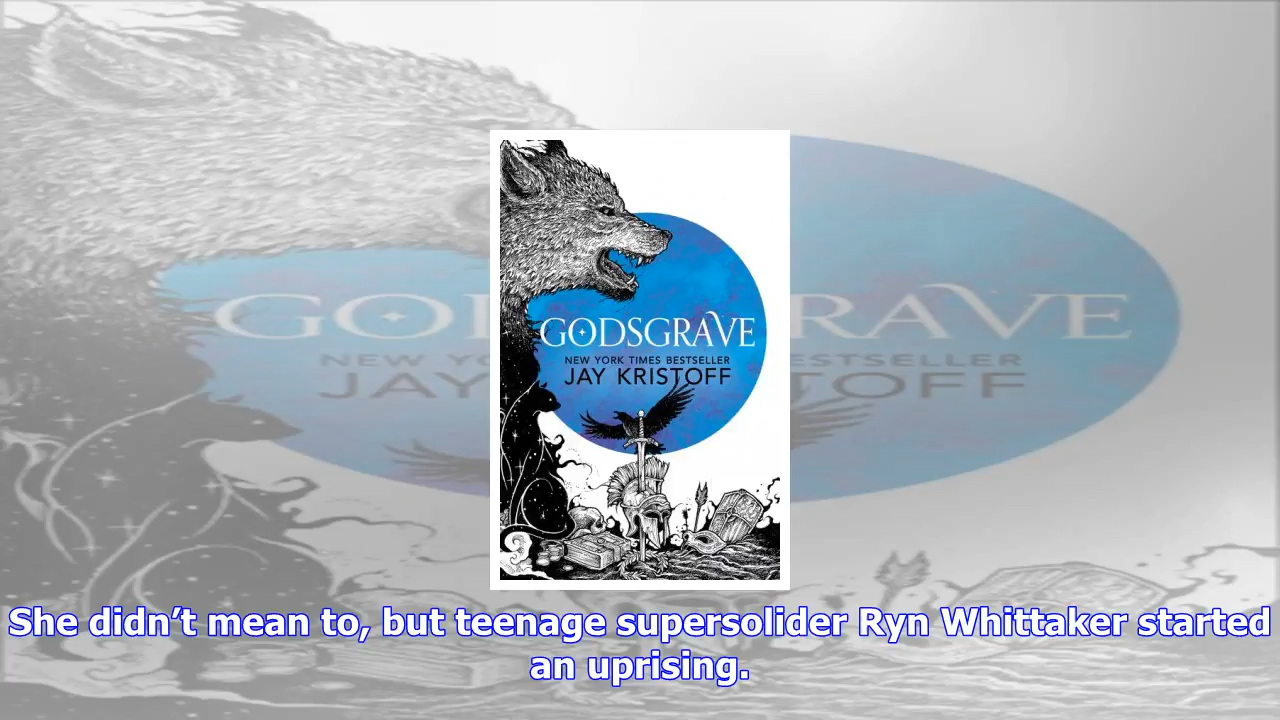 GODSGRAVE
NEW YORK TIMES BESTSELLER
JAY KRISTOFF
She didn’t mean to, but teenage supersolider Ryn Whittaker started
an uprising.